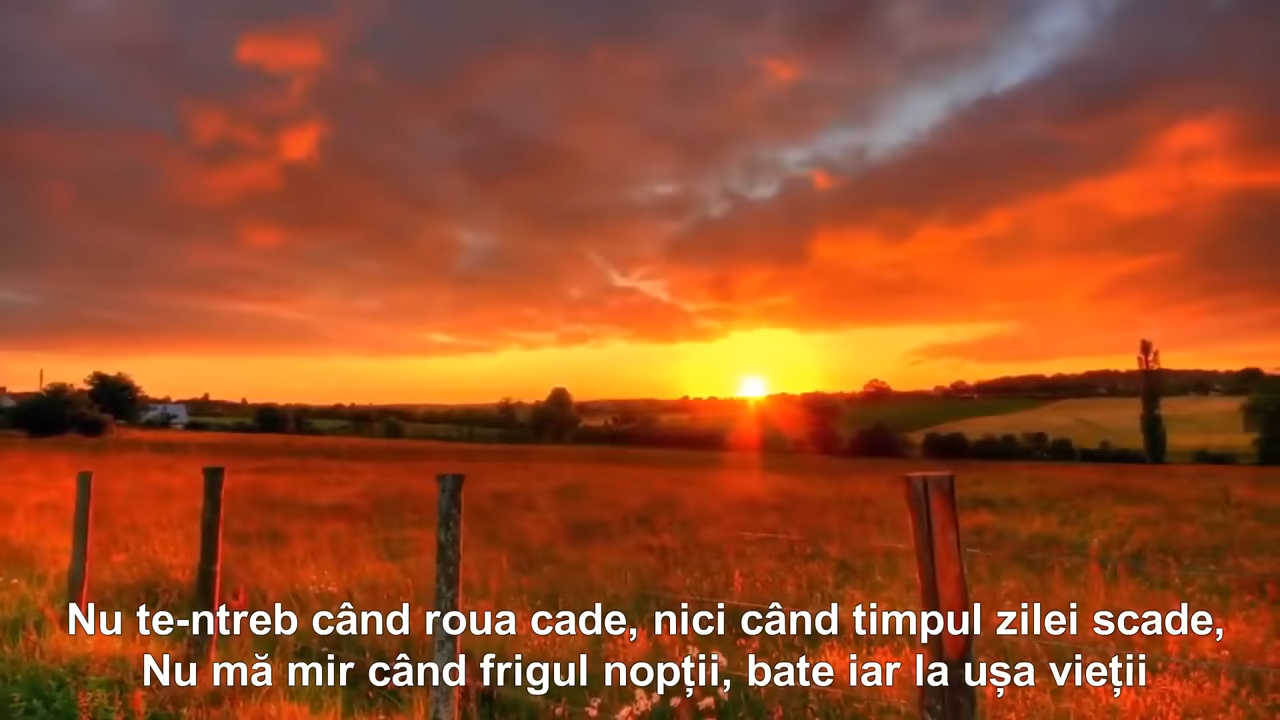 Nu te-ntreb când roua cade, nici când timpul zilei scade,
Nu mă mir când frigul nopții, bate iar la ușa vieții